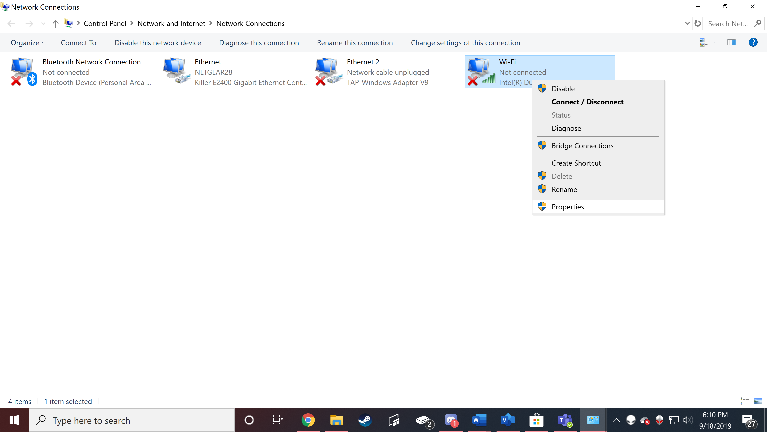 Network Connections
Control Panel > Network and Internet > Network Connections
Search Net...
Organize
Connect To
Disable this network device
Diagnose this connection
Rename this connection
Change settings of this connection
Bluetooth Network Connection
Not connected
Bluetooth Device (Personal Area ...
Ethernet
NETGEAR28
Killer E2400 Gigabit Ethernet Cont...
Ethernet 2
Network cable unplugged
TAP-Windows Adapter V9
Wi-Fi
Not connected
Intel(R) Du
Disable
Connect / Disconnect
Status
Diagnose
Bridge Connections
Create Shortcut
Delete
Rename
Properties
4 items
1 item selected
Type here to search
2
1
6:10 PM
9/10/2019
27